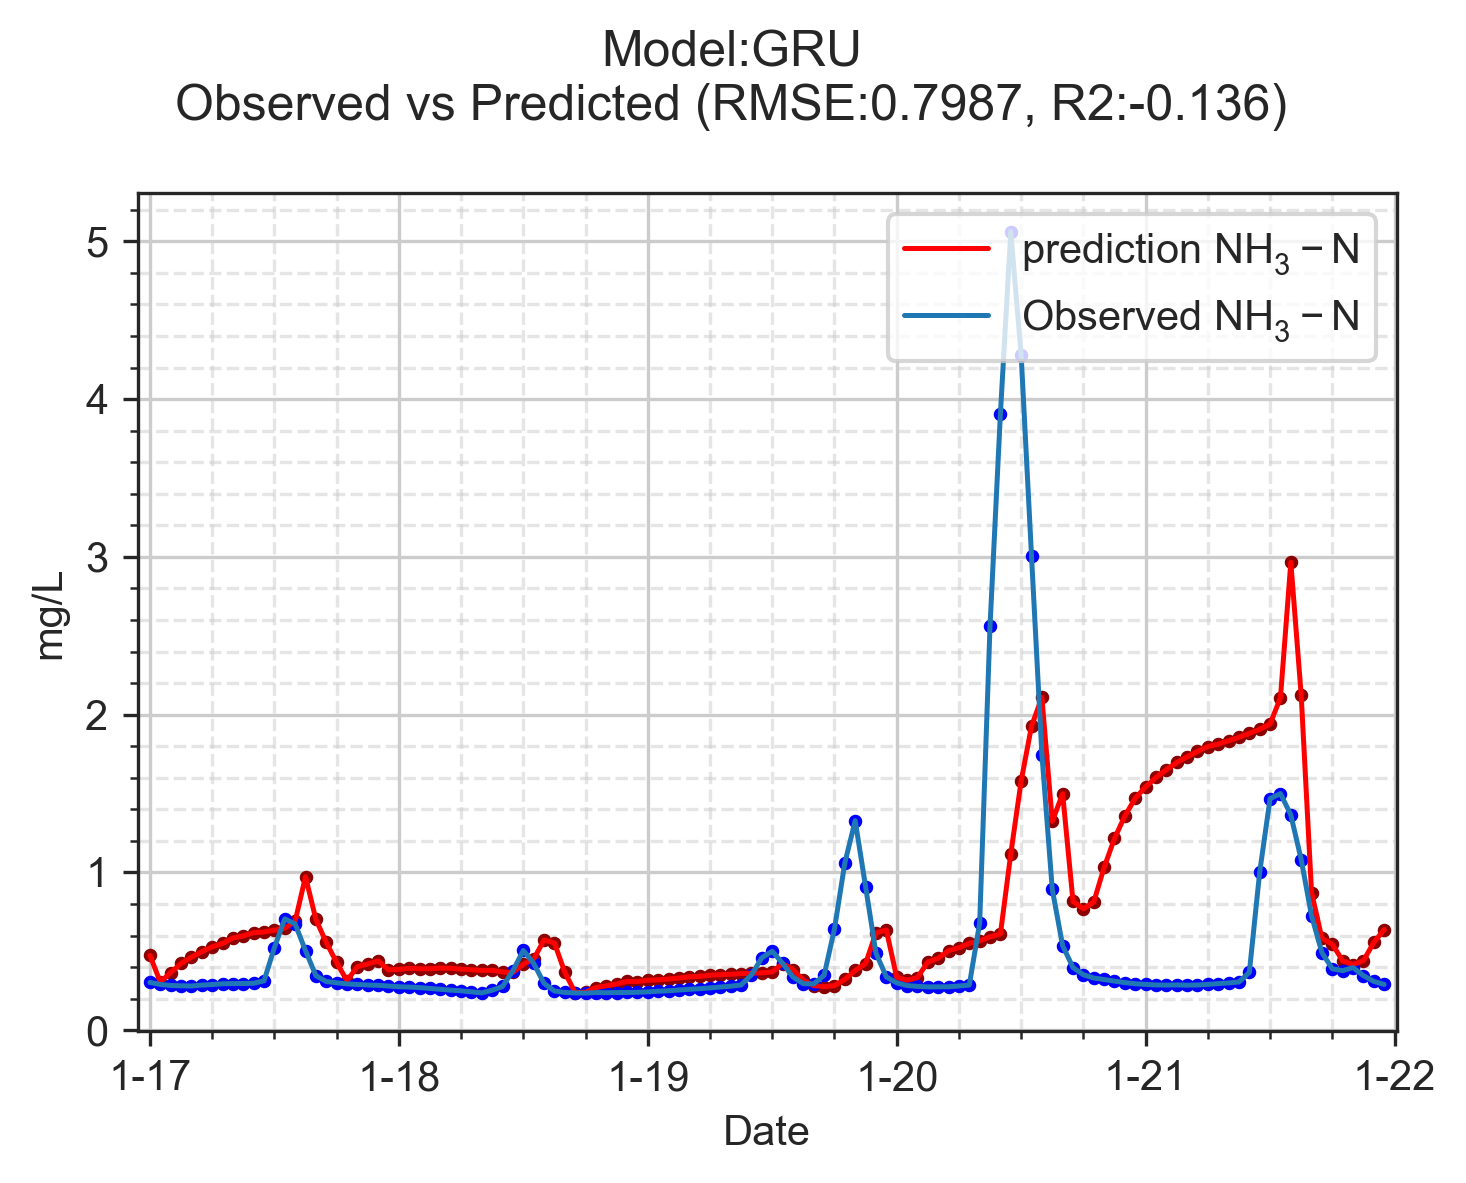 Model:GRU
Observed vs Predicted (RMSE:0.7987, R2:-0.136)
prediction NH₃ − N
Observed NH₃ − N
5
4
3
2
1
0
mg/L
1-17 1-18 1-19 1-20 1-21 1-22
Date